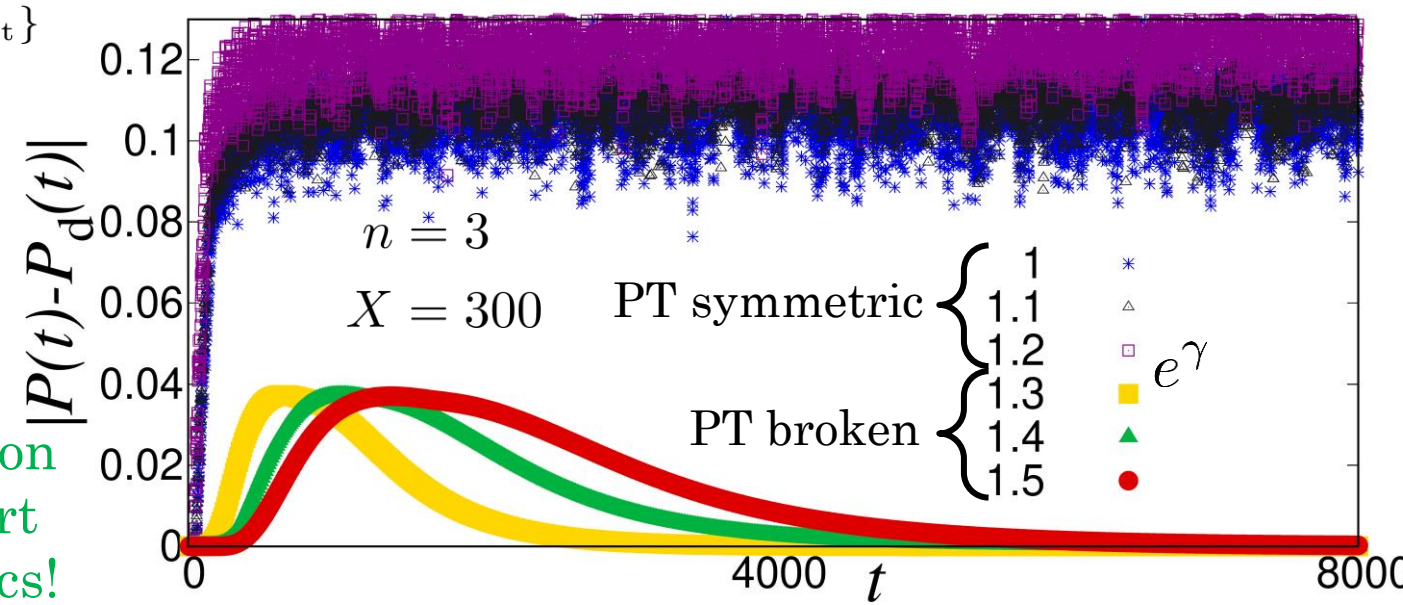 t}
0.12
0.1
0.08
0.06
0.04
0.02
0
|P(t)-P_d(t)|
n = 3
X = 300
PT symmetric
1
1.1
1.2
PT broken
1.3
1.4
1.5
e^γ
on
rt
cs!
0
4000
t
8000